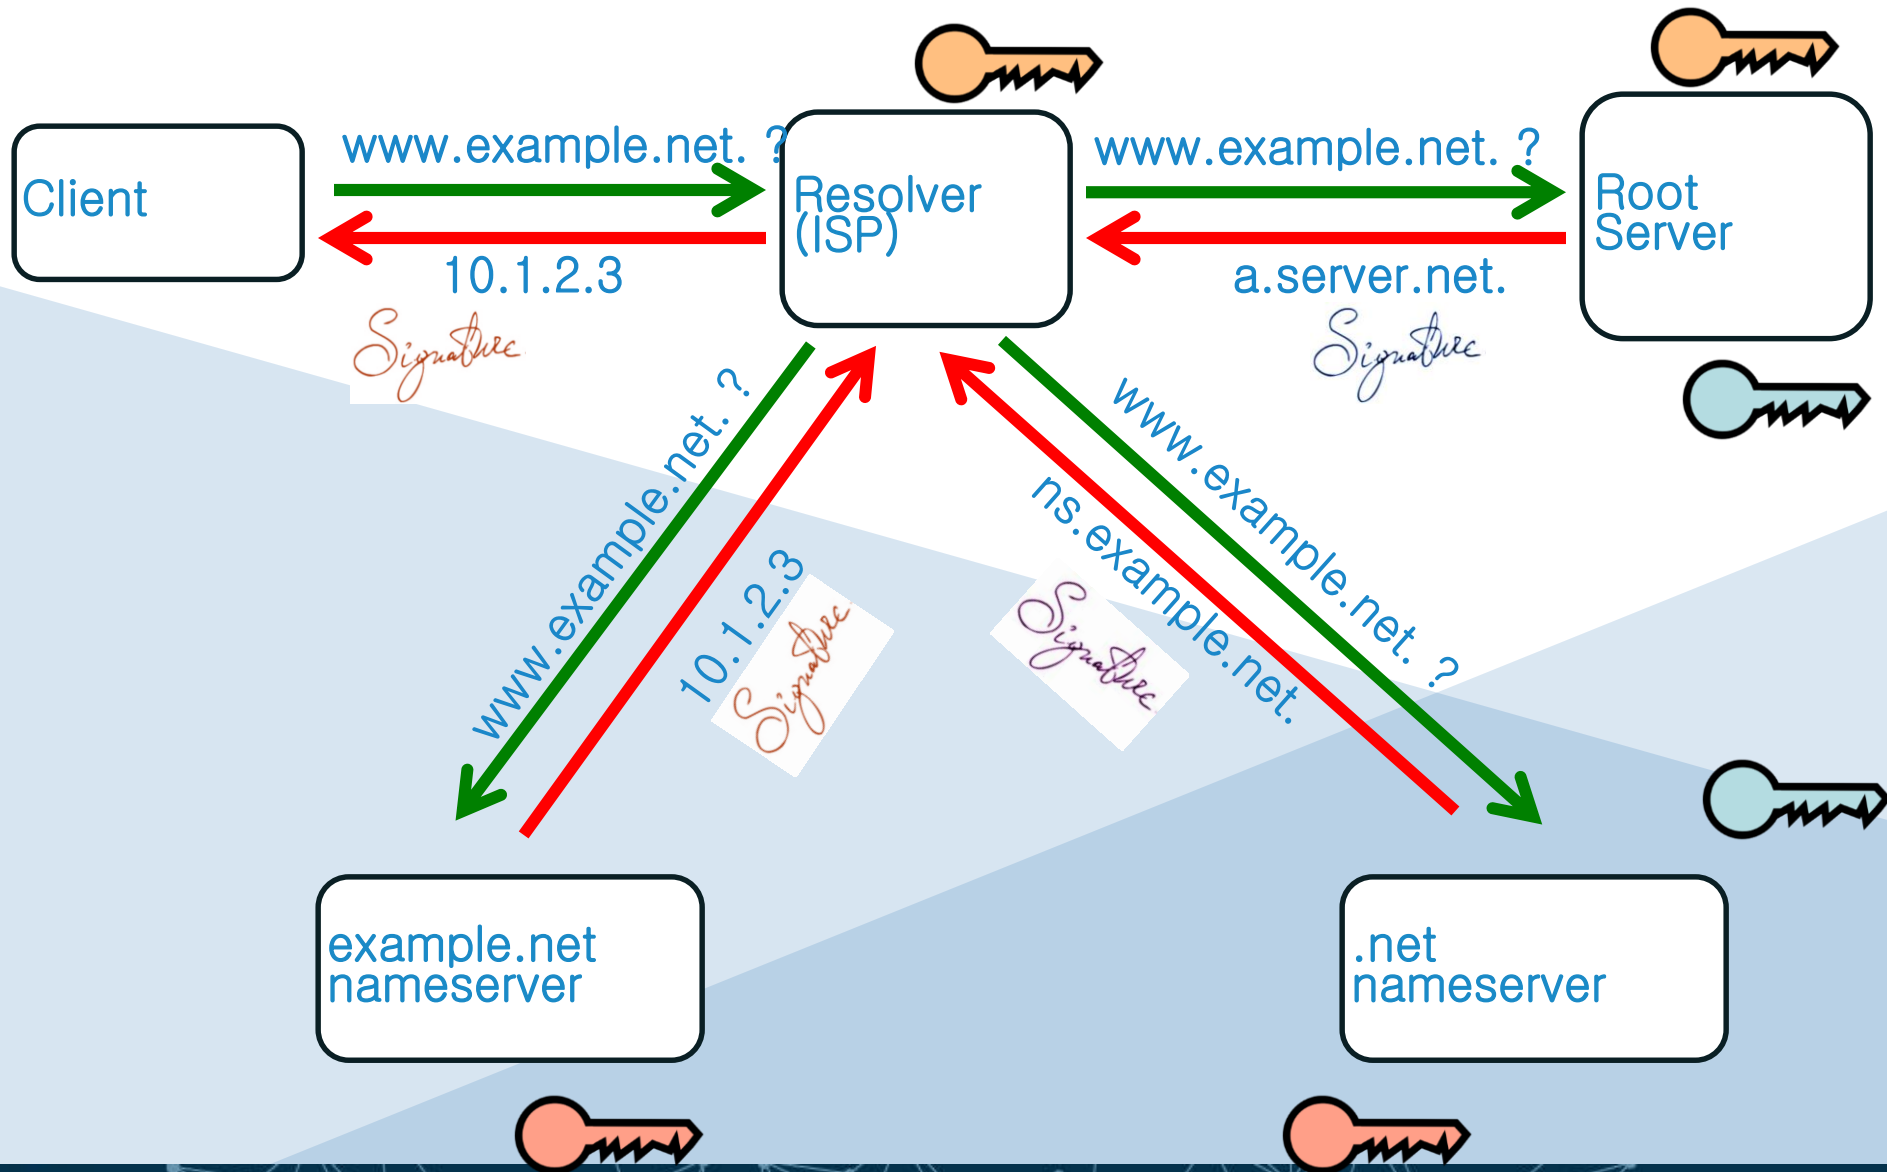 www.example.net. ?
www.example.net. ?
Client
Resolver
(ISP)
Root
Server
10.1.2.3
a.server.net.
Signature
Signature
www.example.net. ?
www.example.net. ?
ns.example.net.
10.1.2.3
Signature
Signature
example.net
nameserver
.net
nameserver